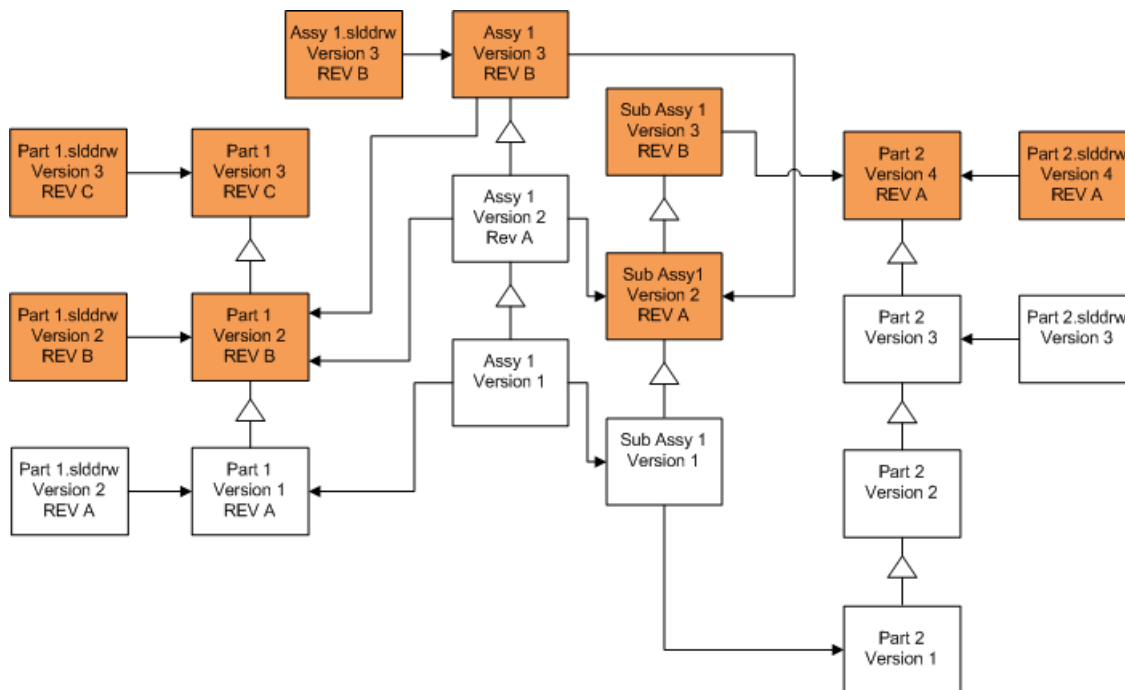 Assy 1.slddrw
Version 3
REV B
Assy 1
Version 3
REV B
Sub Assy 1
Version 3
REV B
Part 1.slddrw
Version 3
REV C
Part 1
Version 3
REV C
Part 2
Version 4
REV A
Part 2.slddrw
Version 4
REV A
Assy 1
Version 2
Rev A
Sub Assy1
Version 2
REV A
Part 1.slddrw
Version 2
REV B
Part 1
Version 2
REV B
Part 2
Version 3
Part 2.slddrw
Version 3
Assy 1
Version 1
Sub Assy 1
Version 1
Part 1.slddrw
Version 2
REV A
Part 1
Version 1
REV A
Part 2
Version 2
Part 2
Version 1